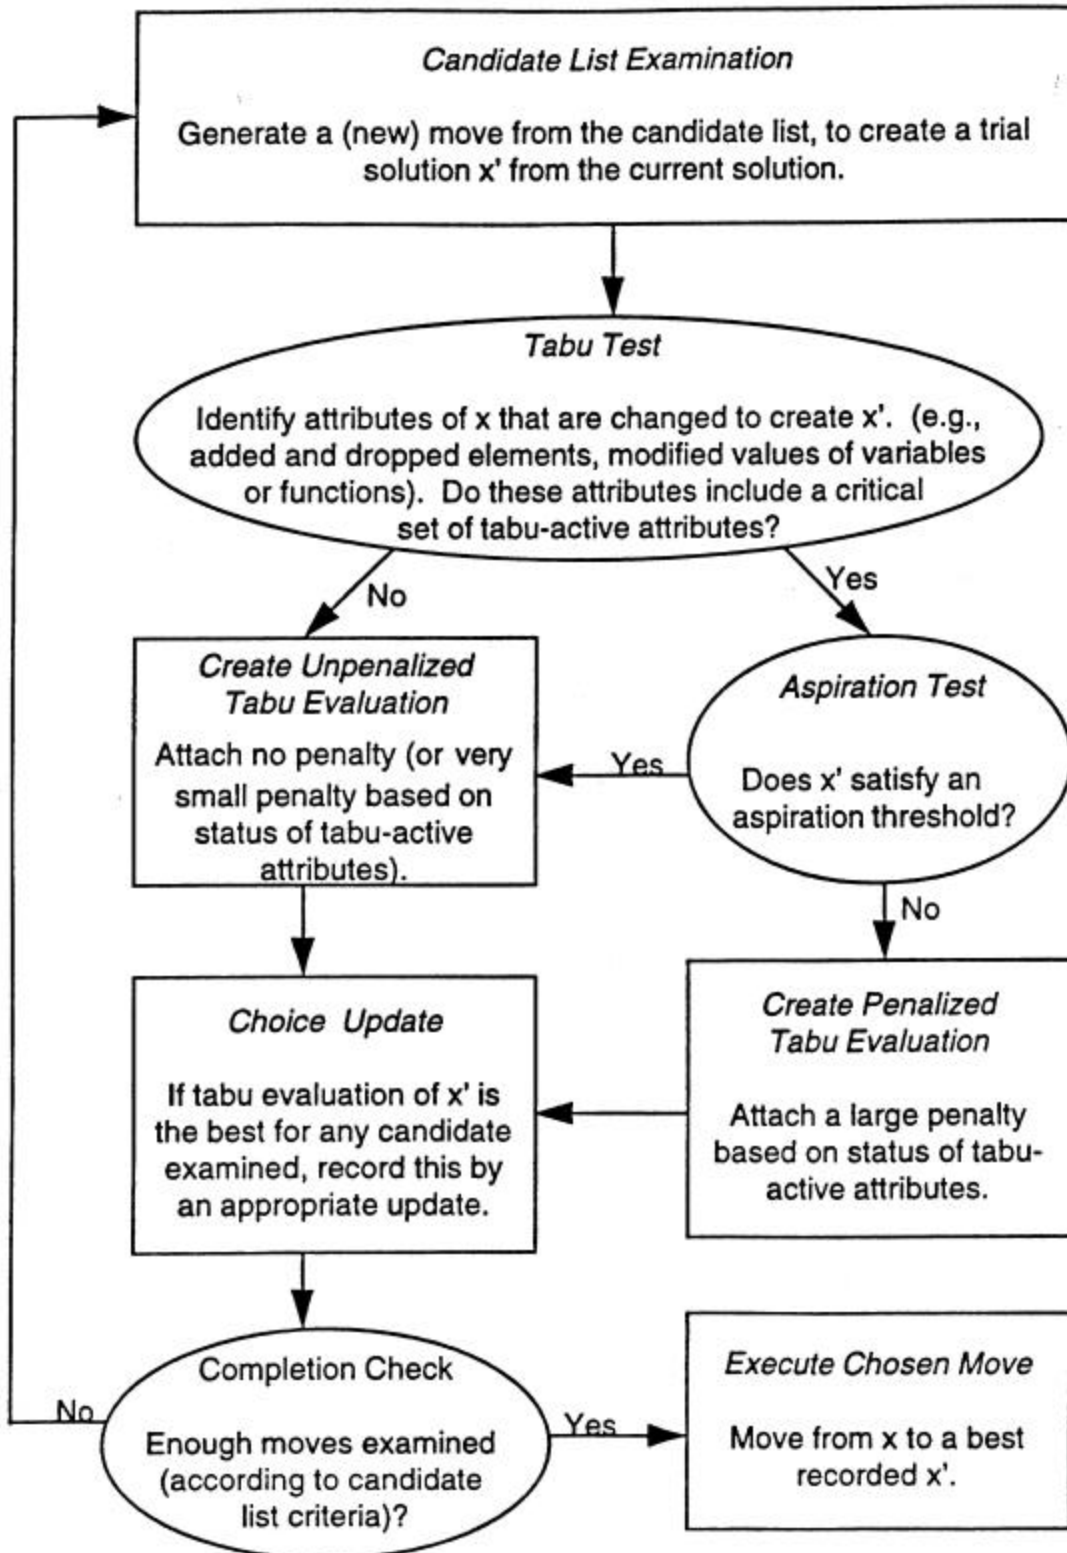 Candidate List Examination
Generate a (new) move from the candidate list, to create a trial
solution x' from the current solution.
Tabu Test
Identify attributes of x that are changed to create x'. (e.g.,
added and dropped elements, modified values of variables
or functions). Do these attributes include a critical
set of tabu-active attributes?
No
Yes
Create Unpenalized
Tabu Evaluation
Attach no penalty (or very
small penalty based on
status of tabu-active
attributes).
Yes
Aspiration Test
Does x' satisfy an
aspiration threshold?
No
Choice Update
If tabu evaluation of x' is
the best for any candidate
examined, record this by
an appropriate update.
Create Penalized
Tabu Evaluation
Attach a large penalty
based on status of tabu-
active attributes.
No
Completion Check
Enough moves examined
(according to candidate
list criteria)?
Yes
Execute Chosen Move
Move from x to a best
recorded x'.